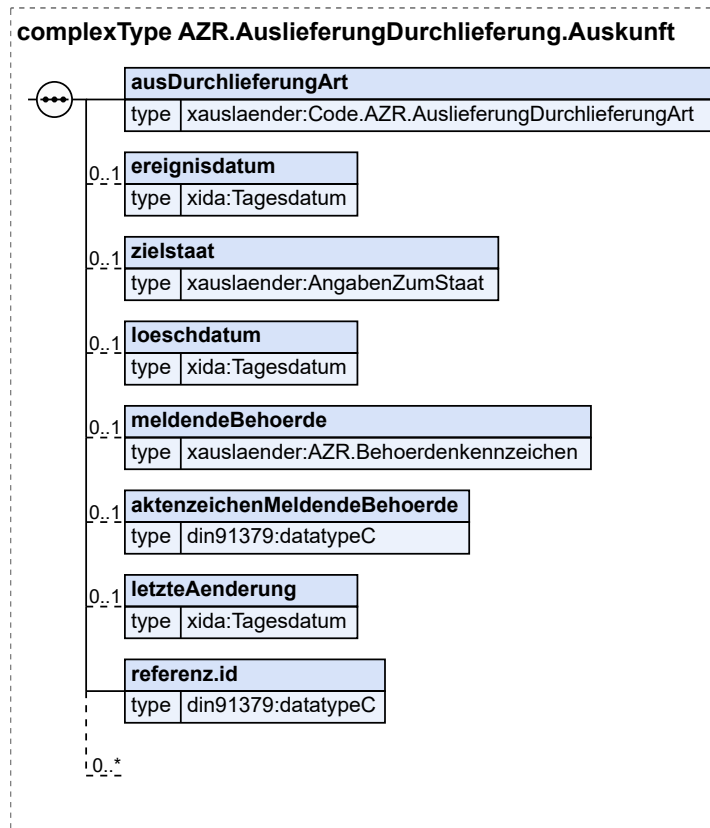 complexType AZR.AuslieferungDurchlieferung.Auskunft
ausDurchlieferungArt
type xauslaender:Code.AZR.AuslieferungDurchlieferungArt
0..1 ereignisdatum
type xida:Tagesdatum
0..1 zielstaat
type xauslaender:AngabenZumStaat
0..1 loeschdatum
type xida:Tagesdatum
0..1 meldendeBehoerde
type xauslaender:AZR.Behoerdenkennzeichen
0..1 aktenzeichenMeldendeBehoerde
type din91379:datatypeC
0..1 letzteAenderung
type xida:Tagesdatum
referenz.id
type din91379:datatypeC
0..*